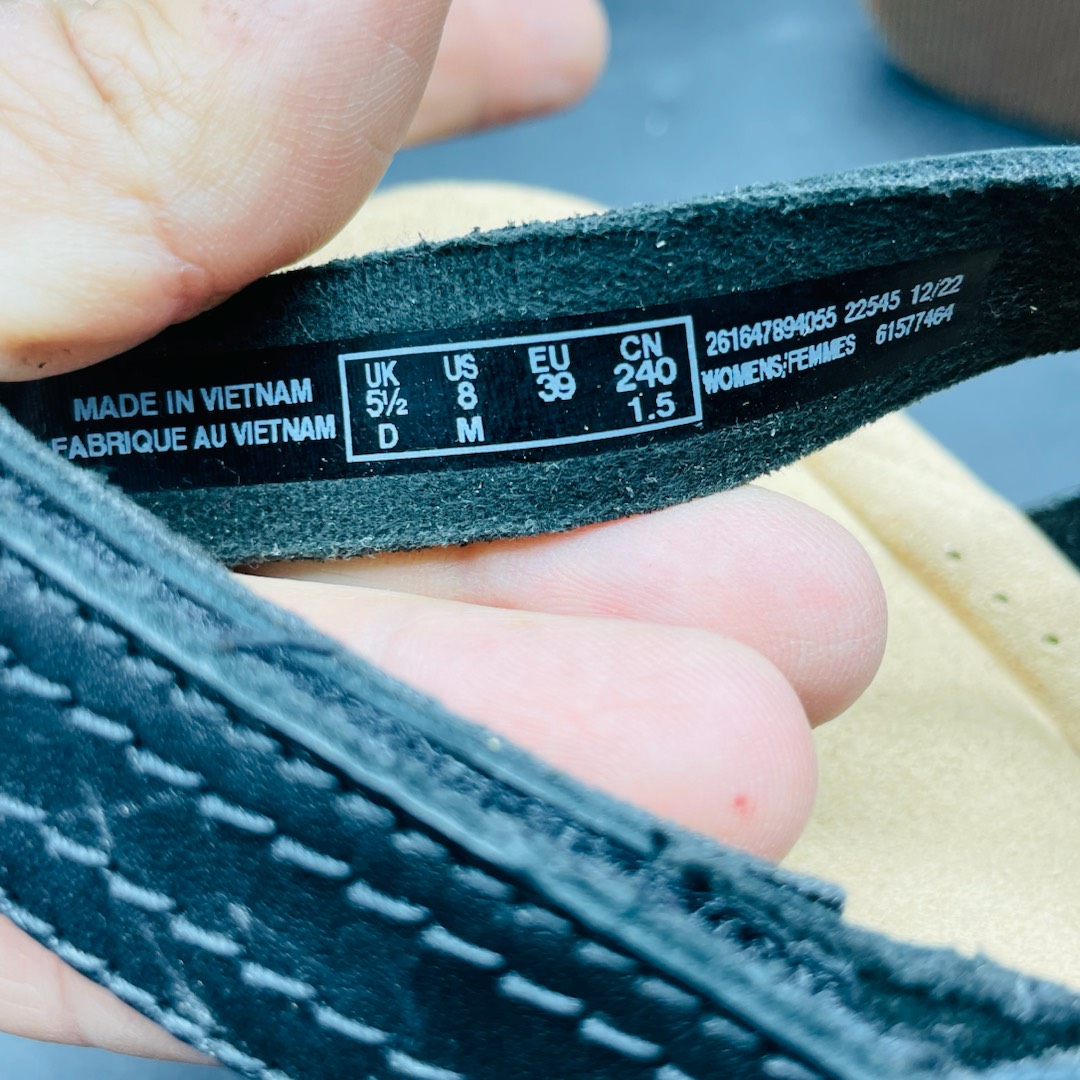 MADE IN VIETNAM
FABRIQUE AU VIETNAM
UK US EU CN
5½ 8 39 240
D M 1.5
261647894055 22545 12/22
WOMENS/FEMMES 61577464